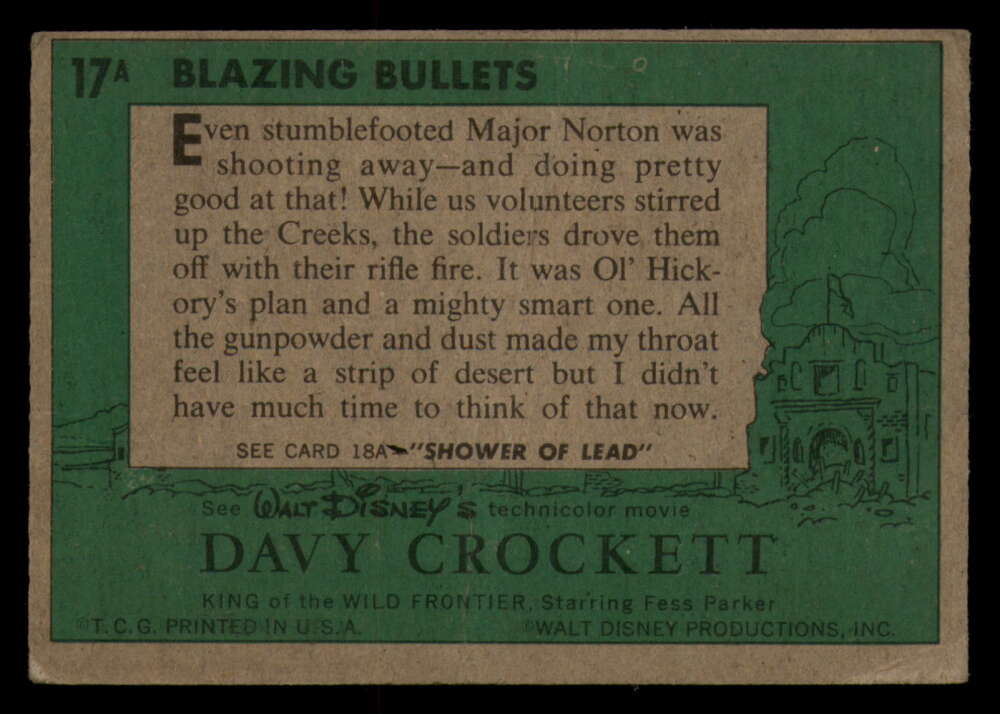 17A BLAZING BULLETS
Even stumblefooted Major Norton was
shooting away—and doing pretty
good at that! While us volunteers stirred
up the Creeks, the soldiers drove them
off with their rifle fire. It was Ol' Hick-
ory's plan and a mighty smart one. All
the gunpowder and dust made my throat
feel like a strip of desert but I didn't
have much time to think of that now.
SEE CARD 18A—"SHOWER OF LEAD"
See WALT DISNEY'S technicolor movie
DAVY CROCKETT
KING of the WILD FRONTIER, Starring Fess Parker
©T.C.G. PRINTED IN U.S.A. ©WALT DISNEY PRODUCTIONS, INC.